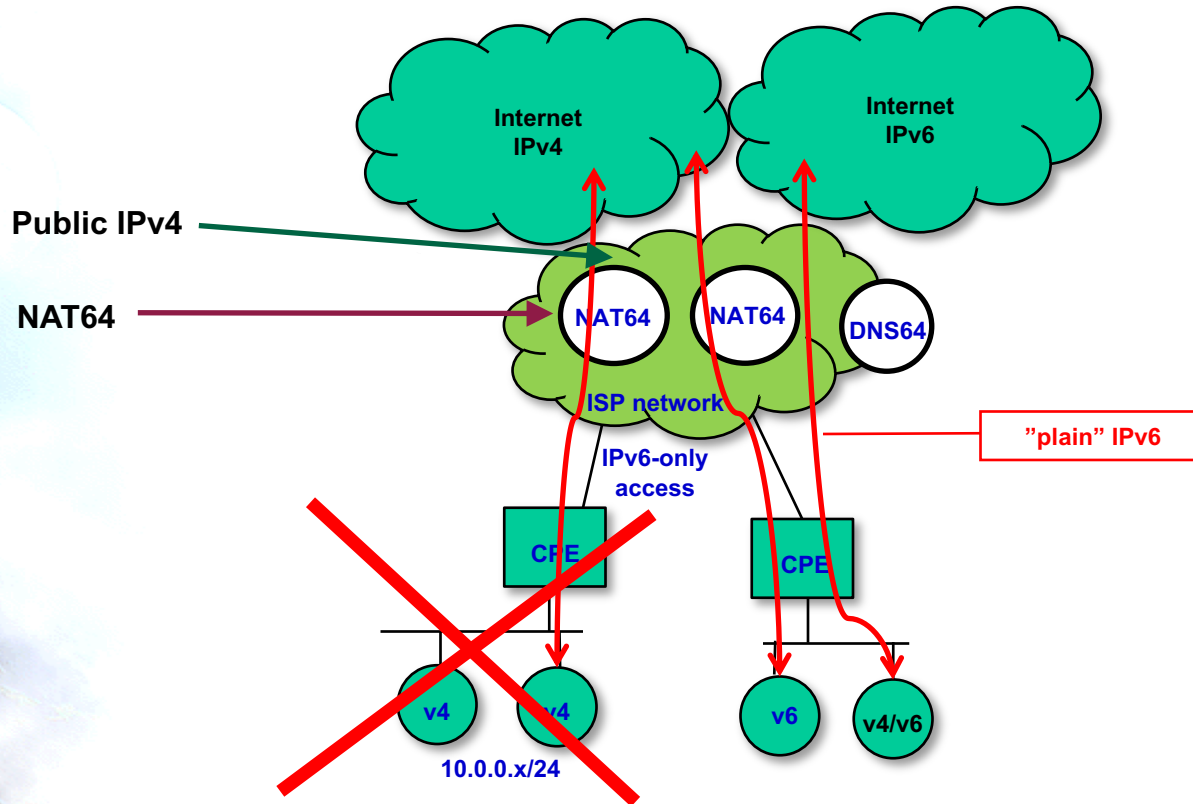 Internet
IPv4
Internet
IPv6
Public IPv4
NAT64
NAT64
NAT64
DNS64
ISP network
”plain” IPv6
IPv6-only
access
CPE
CPE
v4
v4
v6
v4/v6
10.0.0.x/24